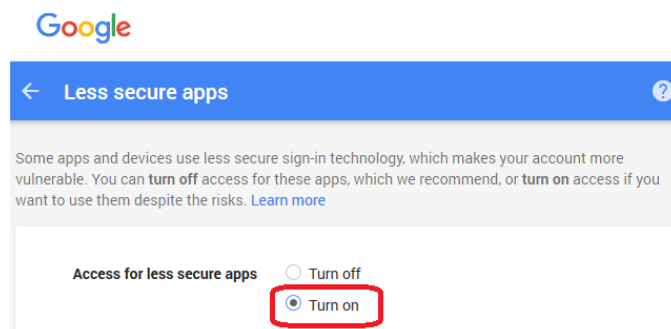 Google
Less secure apps
?
Some apps and devices use less secure sign-in technology, which makes your account more
vulnerable. You can turn off access for these apps, which we recommend, or turn on access if you
want to use them despite the risks. Learn more
Access for less secure apps
Turn off
Turn on